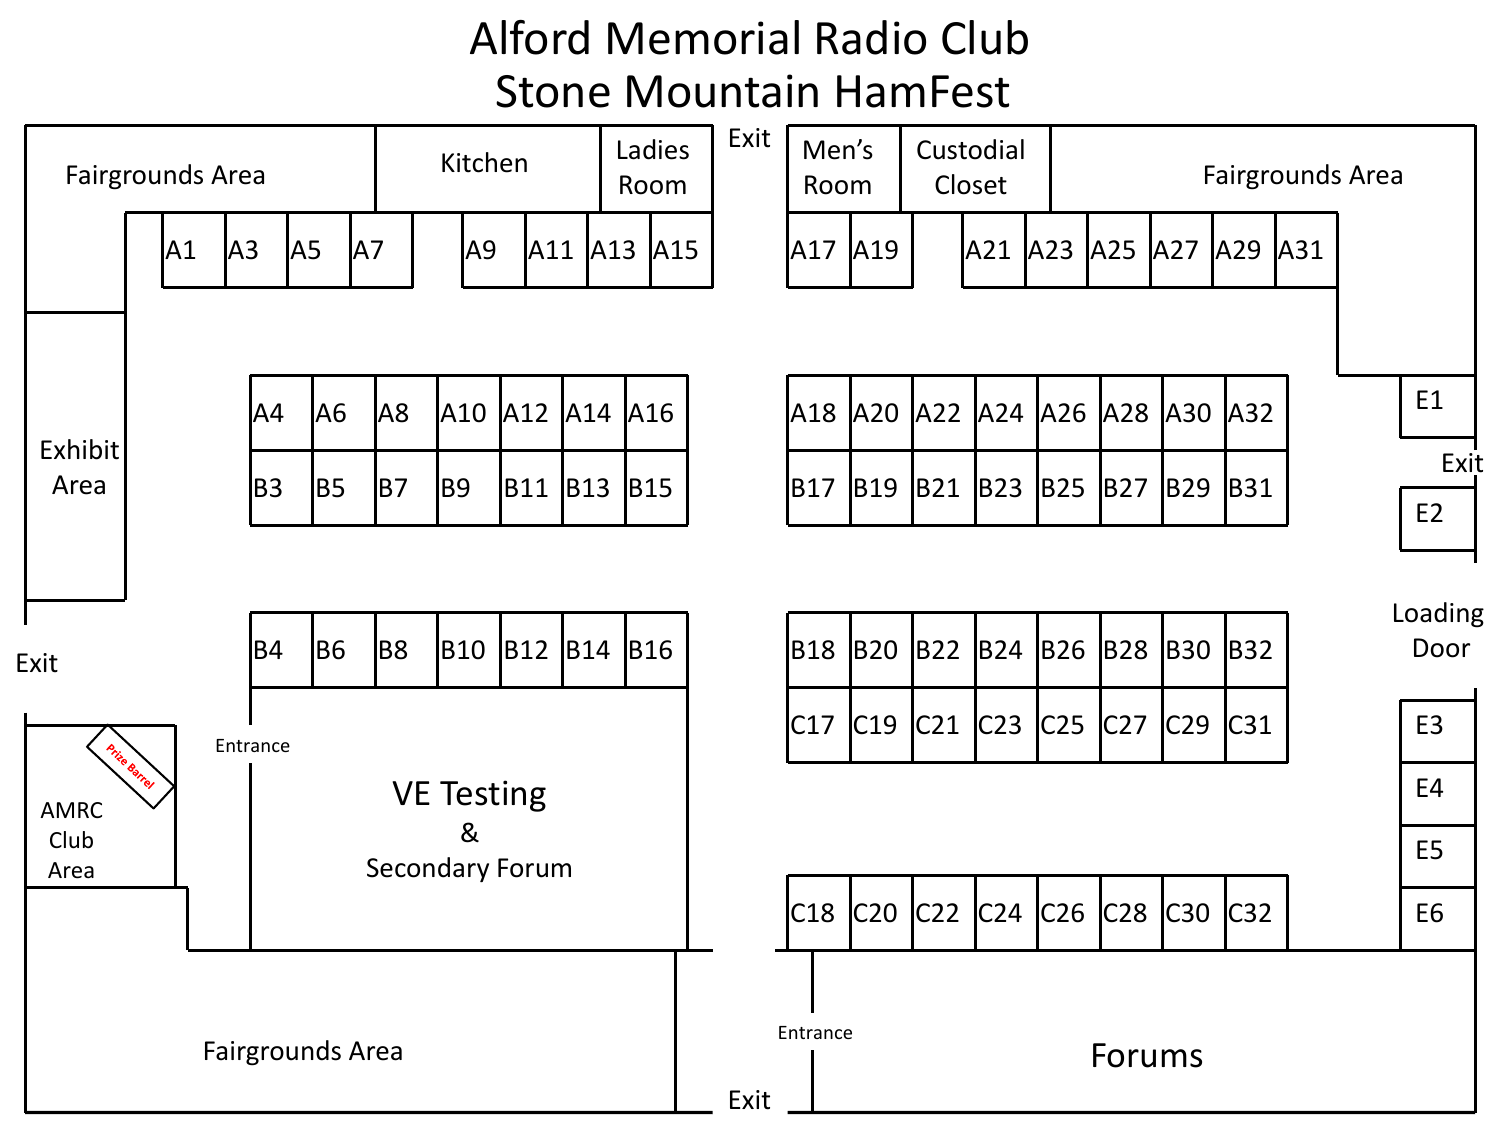 Alford Memorial Radio Club
Stone Mountain HamFest
Exit
Fairgrounds Area
Kitchen
Ladies
Room
Men's
Room
Custodial
Closet
Fairgrounds Area
A1 A3 A5 A7 A9 A11 A13 A15 A17 A19 A21 A23 A25 A27 A29 A31
A4 A6 A8 A10 A12 A14 A16 A18 A20 A22 A24 A26 A28 A30 A32 E1
Exhibit
Area
Exit
B3 B5 B7 B9 B11 B13 B15 B17 B19 B21 B23 B25 B27 B29 B31 E2
Loading
Door
B4 B6 B8 B10 B12 B14 B16 B18 B20 B22 B24 B26 B28 B30 B32
Exit
C17 C19 C21 C23 C25 C27 C29 C31 E3
Entrance
Prize Barrel
AMRC
Club
Area
VE Testing
&
Secondary Forum
E4
E5
C18 C20 C22 C24 C26 C28 C30 C32 E6
Fairgrounds Area
Entrance
Forums
Exit